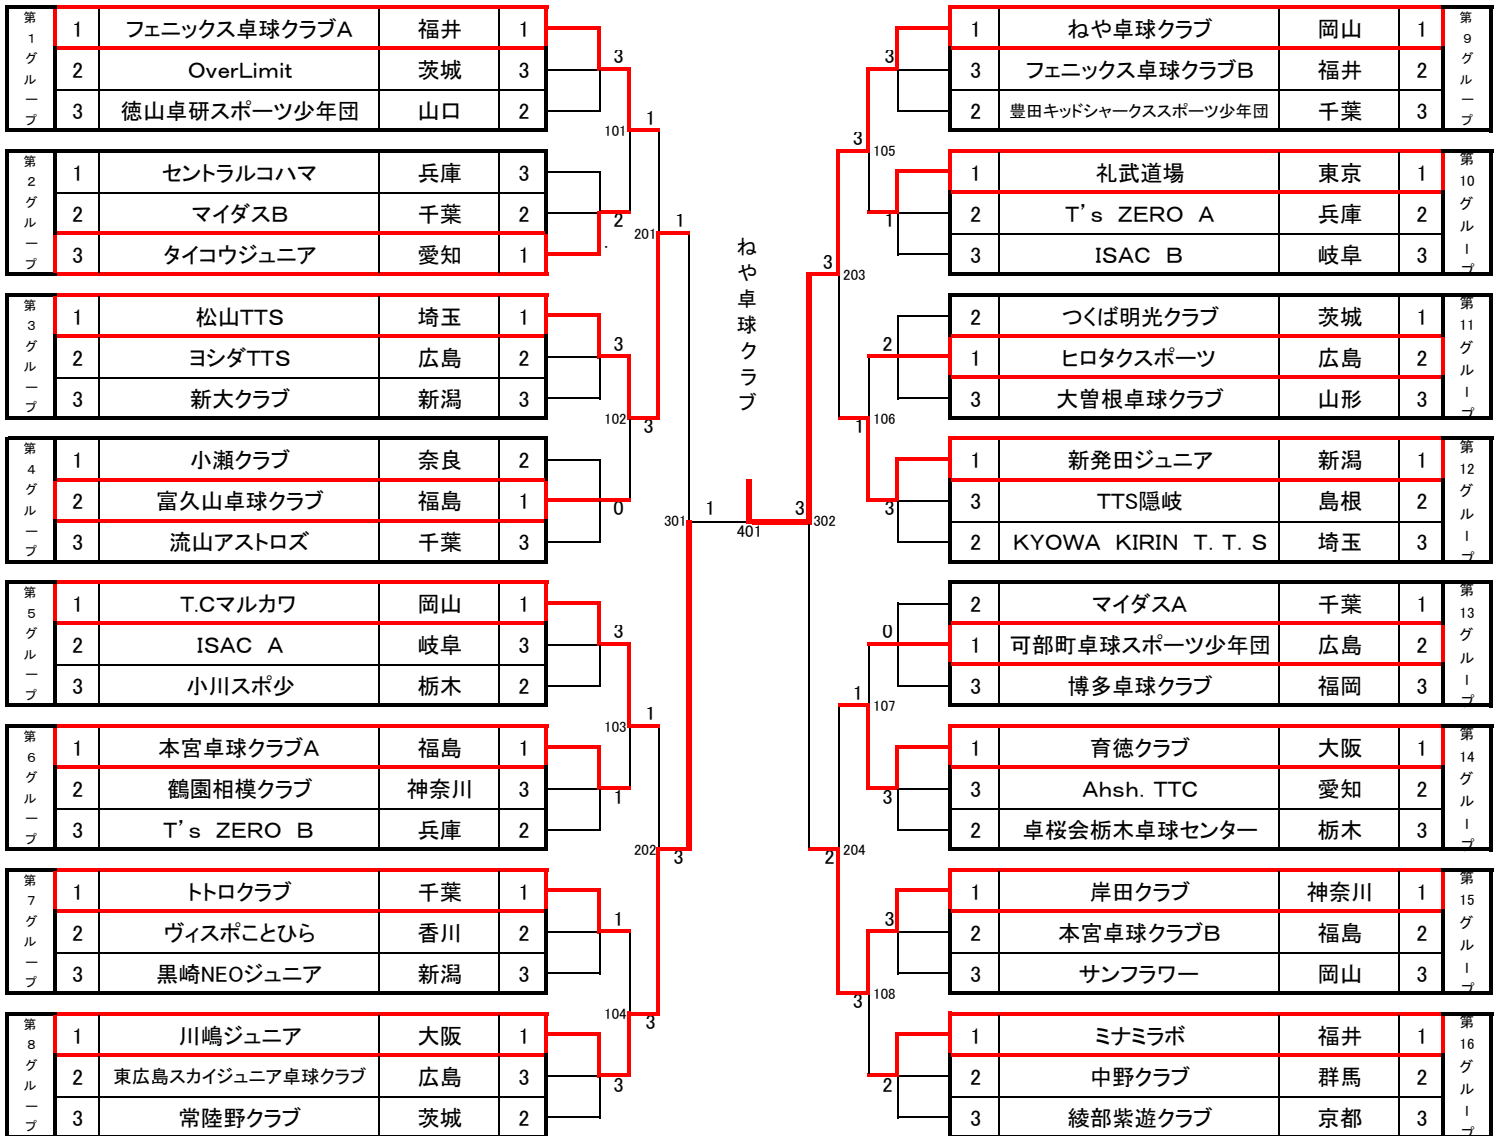 第1グループ
1 フェニックス卓球クラブA 福井 1
2 OverLimit 茨城 3
3 徳山卓研スポーツ少年団 山口 2
第2グループ
1 セントラルコハマ 兵庫 3
2 マイダスB 千葉 2
3 タイコウジュニア 愛知 1
第3グループ
1 松山TTS 埼玉 1
2 ヨシダTTS 広島 2
3 新大クラブ 新潟 3
第4グループ
1 小瀬クラブ 奈良 2
2 富久山卓球クラブ 福島 1
3 流山アストロズ 千葉 3
第5グループ
1 T.Cマルカワ 岡山 1
2 ISAC A 岐阜 3
3 小川スポ少 栃木 2
第6グループ
1 本宮卓球クラブA 福島 1
2 鶴園相模クラブ 神奈川 3
3 T's ZERO B 兵庫 2
第7グループ
1 トトロクラブ 千葉 1
2 ヴィスポことひら 香川 2
3 黒崎NEOジュニア 新潟 3
第8グループ
1 川嶋ジュニア 大阪 1
2 東広島スカイジュニア卓球クラブ 広島 3
3 常陸野クラブ 茨城 2
3
101
1
2
201
1
3
102
3
0
301
1
3
103
1
1
202
3
1
104
3
3
ねや卓球クラブ
401
3
3
105
1
3
203
2
106
1
3
3
302
0
1
107
3
2
204
3
3
108
2
1 ねや卓球クラブ 岡山 1
3 フェニックス卓球クラブB 福井 2
2 豊田キッドシャークススポーツ少年団 千葉 3
第9グループ
1 礼武道場 東京 1
2 T's ZERO A 兵庫 2
3 ISAC B 岐阜 3
第10グループ
2 つくば明光クラブ 茨城 1
1 ヒロタクスポーツ 広島 2
3 大曽根卓球クラブ 山形 3
第11グループ
1 新発田ジュニア 新潟 1
3 TTS隠岐 島根 2
2 KYOWA KIRIN T.T.S 埼玉 3
第12グループ
2 マイダスA 千葉 1
1 可部町卓球スポーツ少年団 広島 2
3 博多卓球クラブ 福岡 3
第13グループ
1 育徳クラブ 大阪 1
3 Ahsh.TTC 愛知 2
2 卓桜会栃木卓球センター 栃木 3
第14グループ
1 岸田クラブ 神奈川 1
2 本宮卓球クラブB 福島 2
3 サンフラワー 岡山 3
第15グループ
1 ミナミラボ 福井 1
2 中野クラブ 群馬 2
3 綾部紫遊クラブ 京都 3
第16グループ